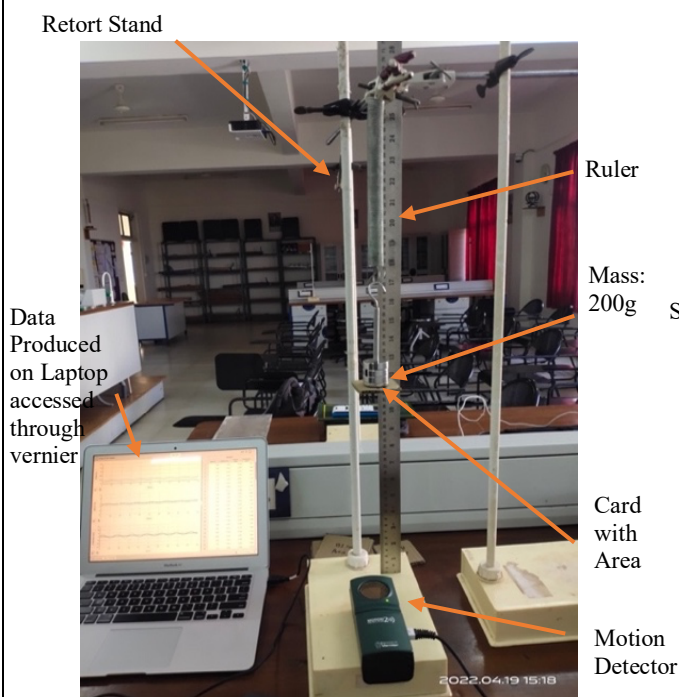 Retort Stand
Ruler
Mass:
200g
S
Data
Produced
on Laptop
accessed
through
vernier
Card
with
Area
Motion
Detector
2022.04.19 15:18